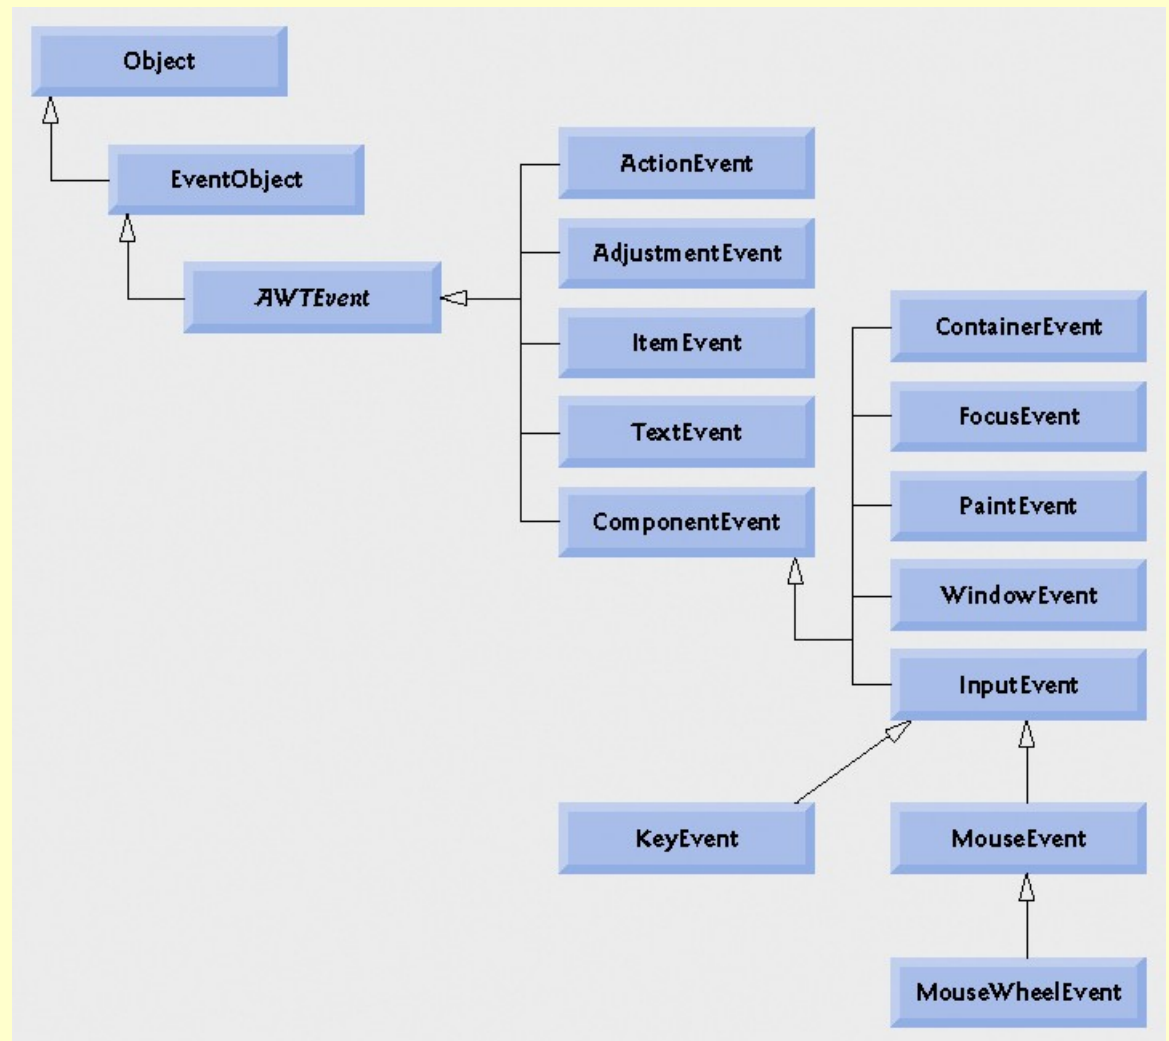 Object
EventObject
AWTEvent
ActionEvent
AdjustmentEvent
ItemEvent
TextEvent
ComponentEvent
ContainerEvent
FocusEvent
PaintEvent
WindowEvent
InputEvent
KeyEvent
MouseEvent
MouseWheelEvent